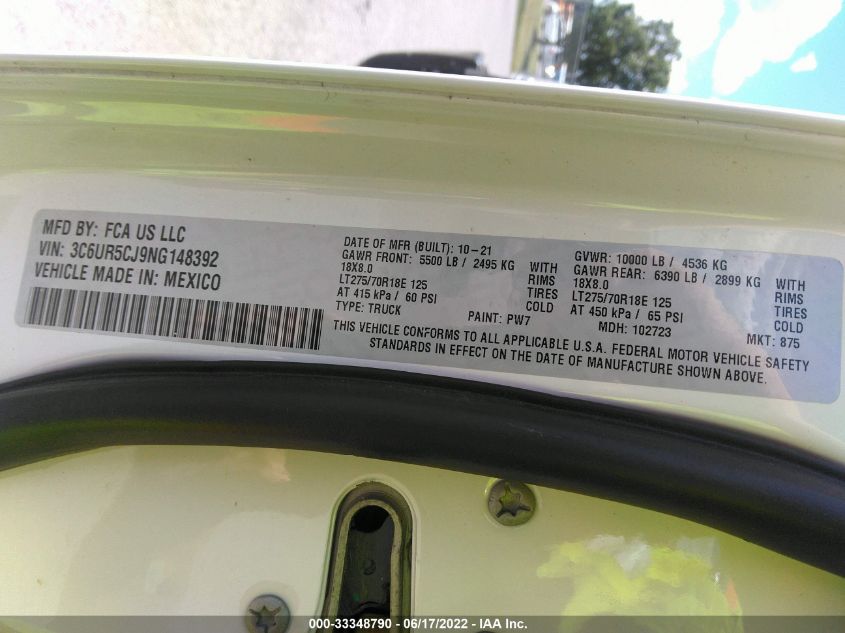 MFD BY: FCA US LLC
VIN: 3C6UR5CJ9NG148392
VEHICLE MADE IN: MEXICO
DATE OF MFR (BUILT): 10-21
GAWR FRONT: 5500 LB / 2495 KG WITH
18X8.0 RIMS
LT275/70R18E 125 TIRES
AT 415 kPa / 60 PSI COLD
TYPE: TRUCK PAINT: PW7
GVWR: 10000 LB / 4536 KG
GAWR REAR: 6390 LB / 2899 KG WITH
18X8.0 RIMS
LT275/70R18E 125 TIRES
AT 450 kPa / 65 PSI COLD
MDH: 102723 MKT: 875
THIS VEHICLE CONFORMS TO ALL APPLICABLE U.S.A. FEDERAL MOTOR VEHICLE SAFETY
STANDARDS IN EFFECT ON THE DATE OF MANUFACTURE SHOWN ABOVE.
000-33348790 - 06/17/2022 - IAA Inc.